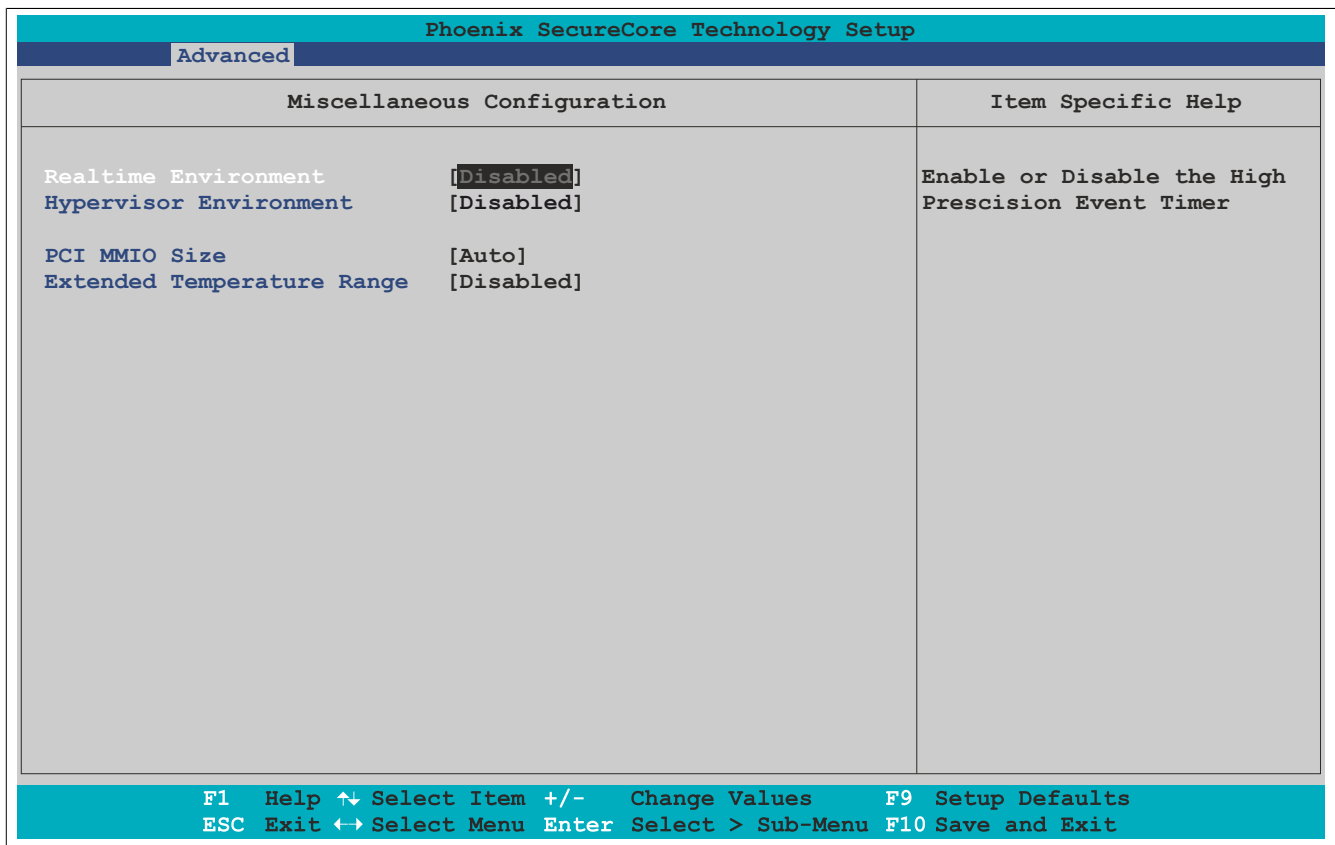 Phoenix SecureCore Technology Setup
Advanced
Miscellaneous Configuration
Item Specific Help
Realtime Environment [Disabled]
Hypervisor Environment [Disabled]
PCI MMIO Size [Auto]
Extended Temperature Range [Disabled]
Enable or Disable the High
Prescision Event Timer
F1 Help ↑↓ Select Item +/- Change Values F9 Setup Defaults
ESC Exit ←→ Select Menu Enter Select > Sub-Menu F10 Save and Exit